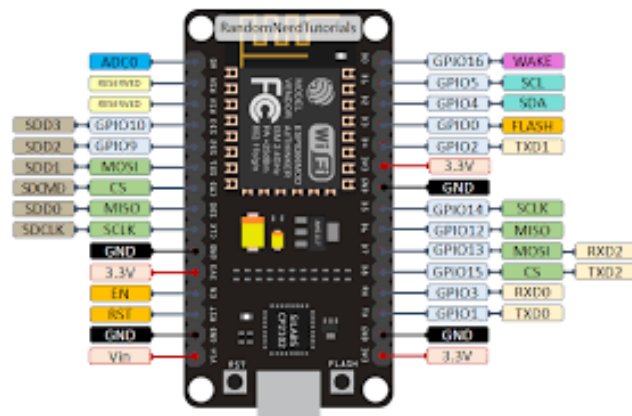 RandomNerdTutorials
ADC0
RESERVED
RESERVED
SDD3 GPIO10
SDD2 GPIO9
SDD1 MOSI
SDCMD CS
SDD0 MISO
SDCLK SCLK
GND
3.3V
EN
RST
GND
Vin
MODEL
VENDOR
FC
WiFi
SILABS
CP2102
RST
FLASH
GPIO16 WAKE
GPIO5 SCL
GPIO4 SDA
GPIO0 FLASH
GPIO2 TXD1
3.3V
GND
GPIO14 SCLK
GPIO12 MISO
GPIO13 MOSI RXD2
GPIO15 CS TXD2
GPIO3 RXD0
GPIO1 TXD0
GND
3.3V